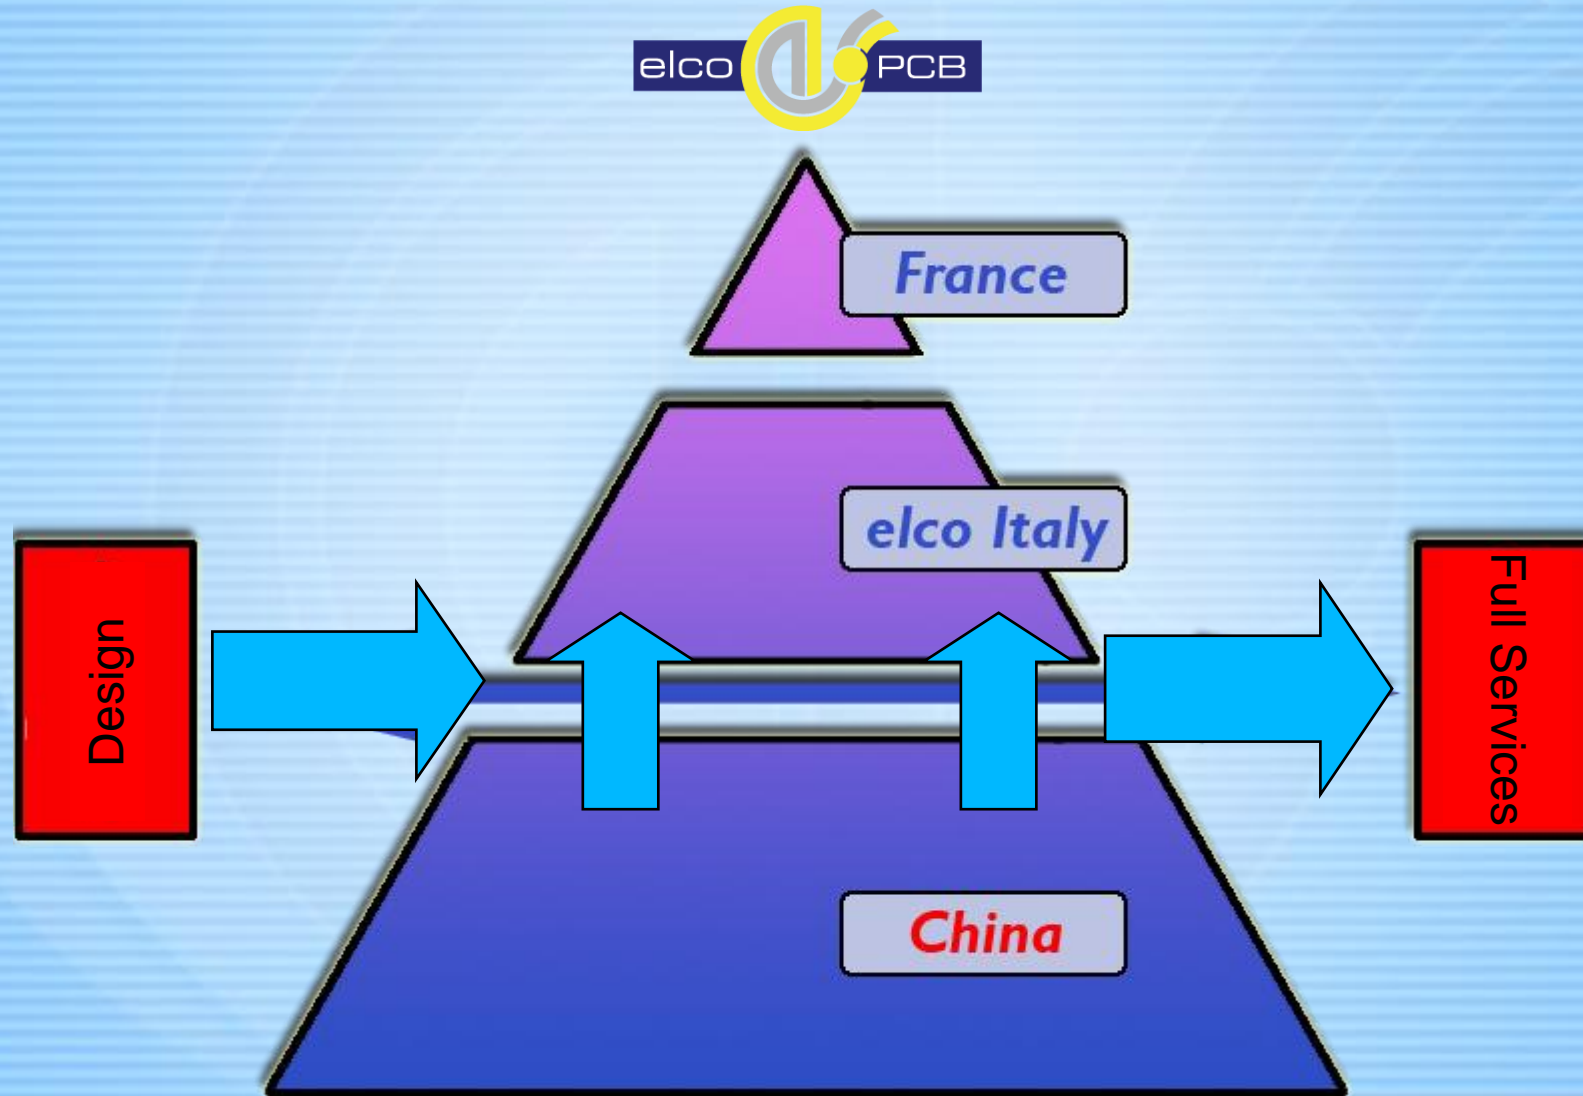 elco PCB
France
elco Italy
Design
Full Services
China